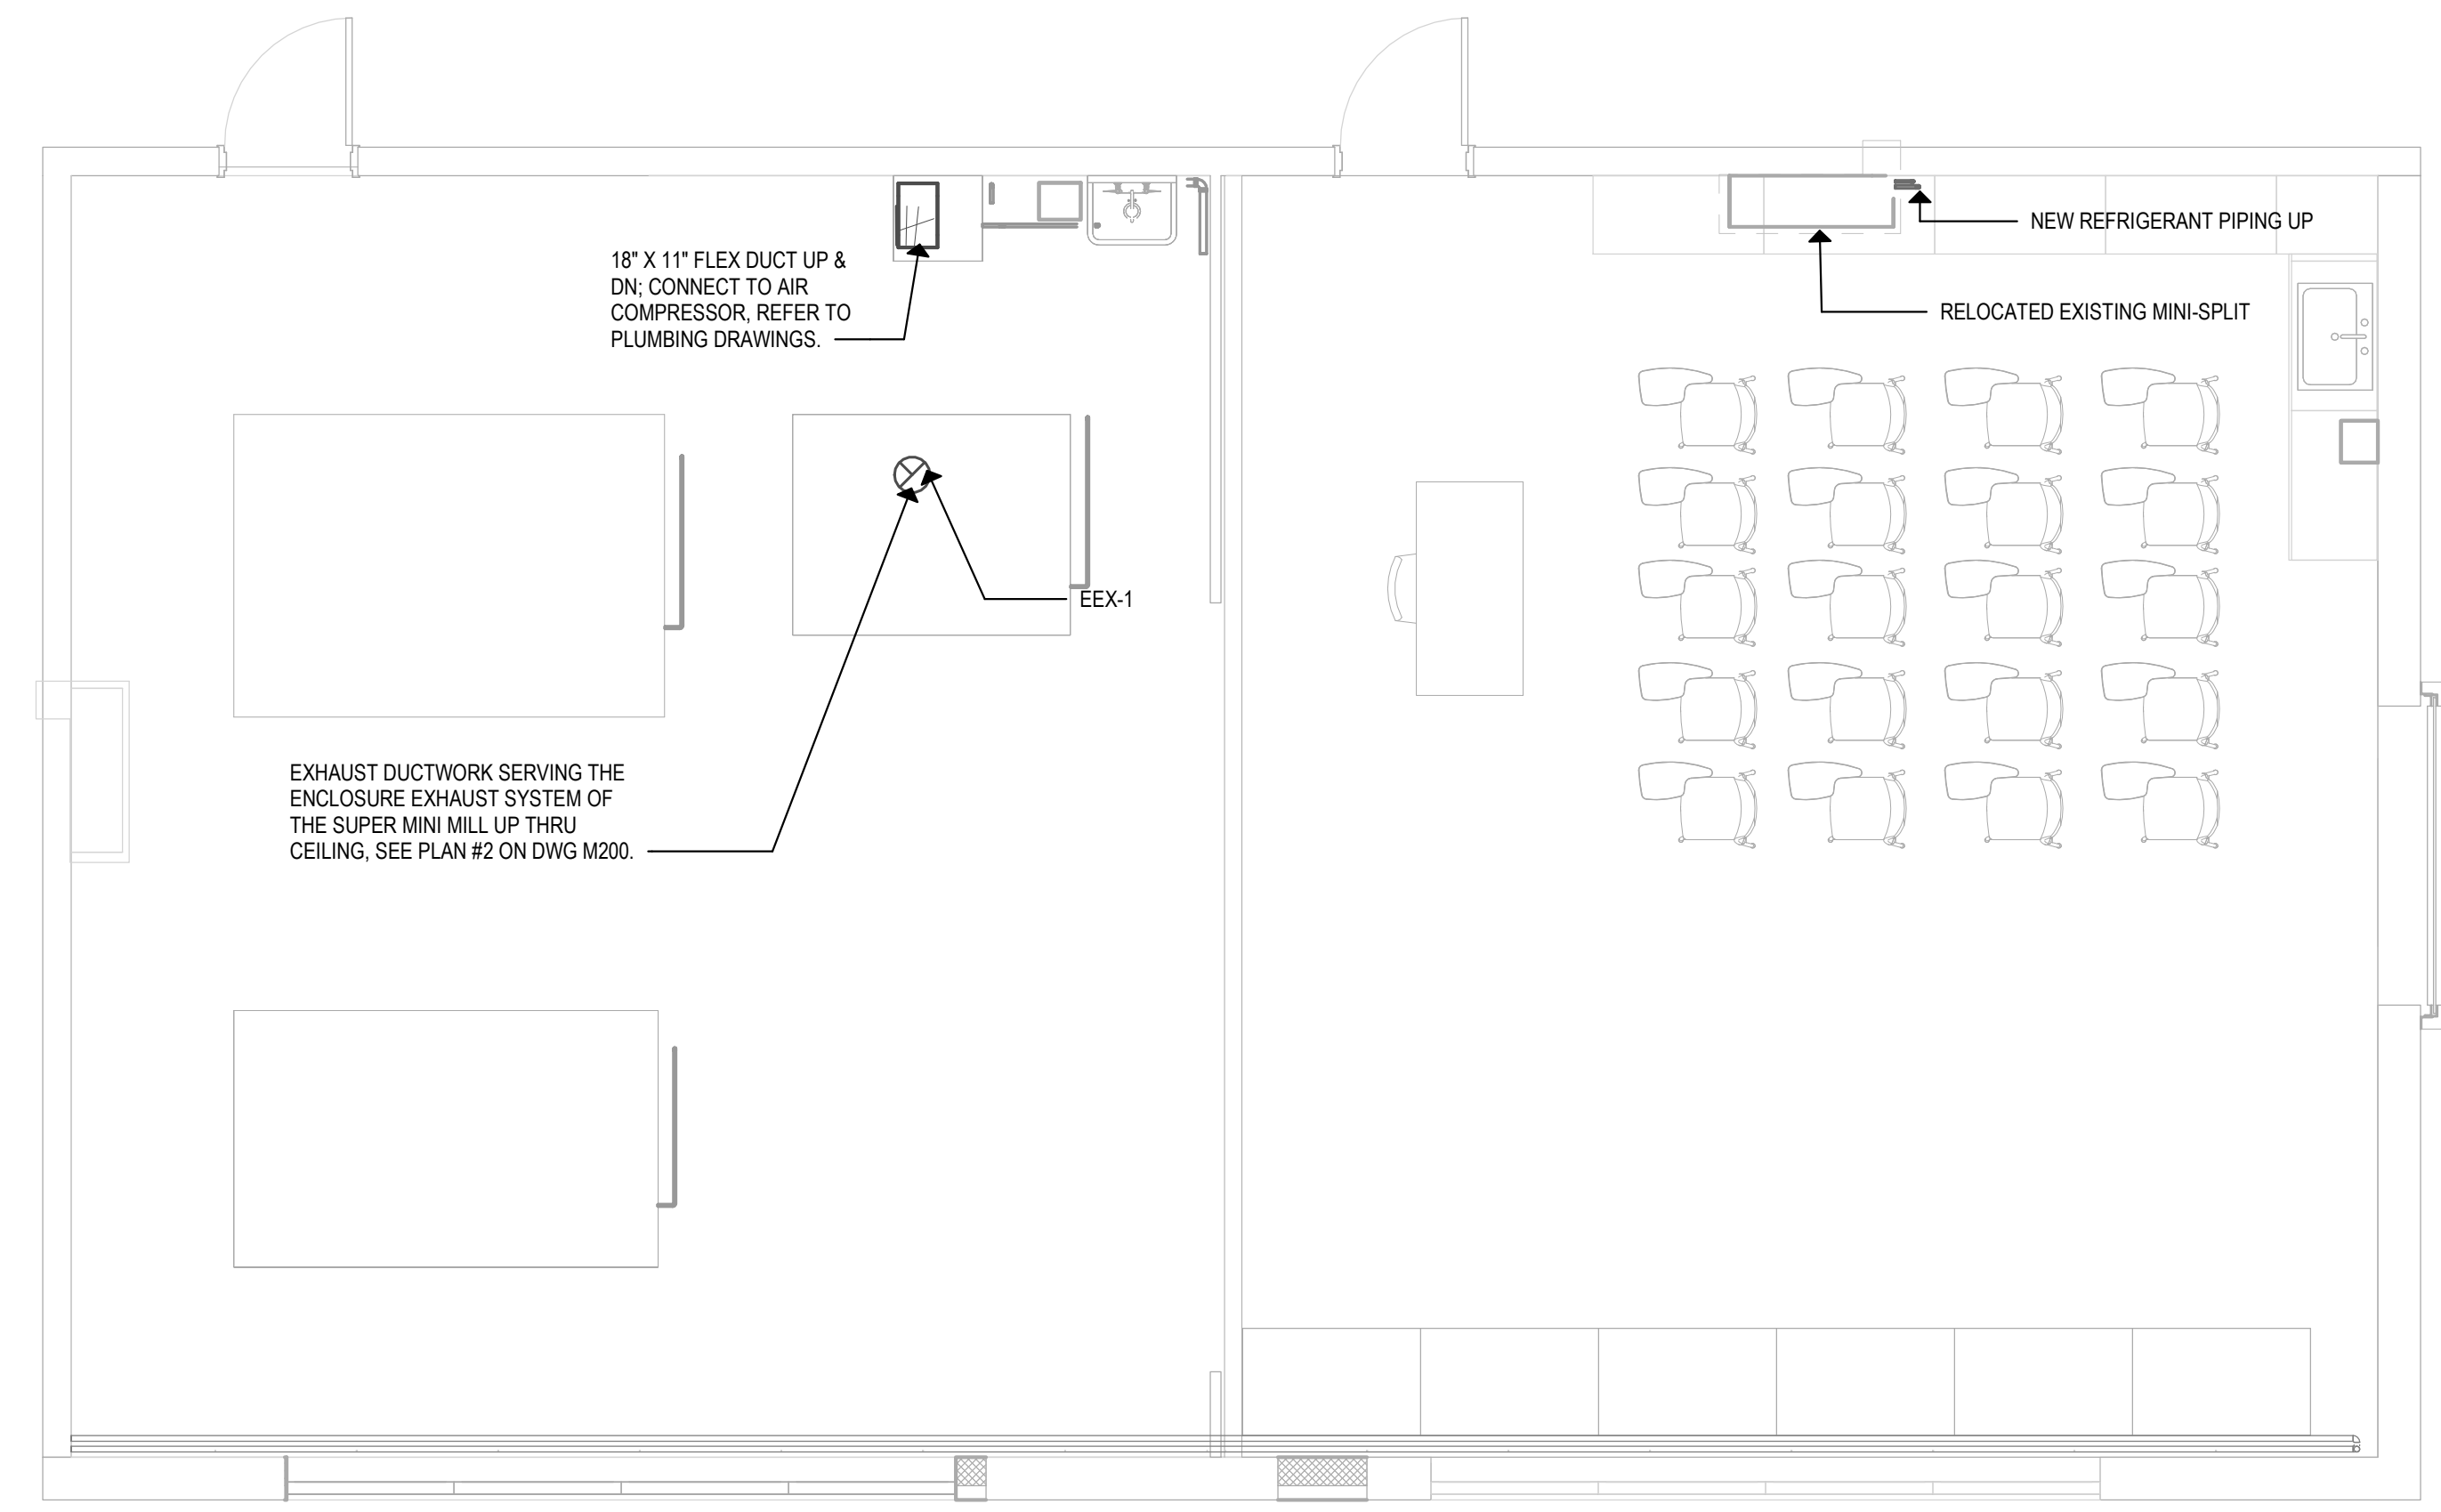 18" X 11" FLEX DUCT UP &
DN; CONNECT TO AIR
COMPRESSOR, REFER TO
PLUMBING DRAWINGS.
NEW REFRIGERANT PIPING UP
RELOCATED EXISTING MINI-SPLIT
EEX-1
EXHAUST DUCTWORK SERVING THE
ENCLOSURE EXHAUST SYSTEM OF
THE SUPER MINI MILL UP THRU
CEILING, SEE PLAN #2 ON DWG M200.